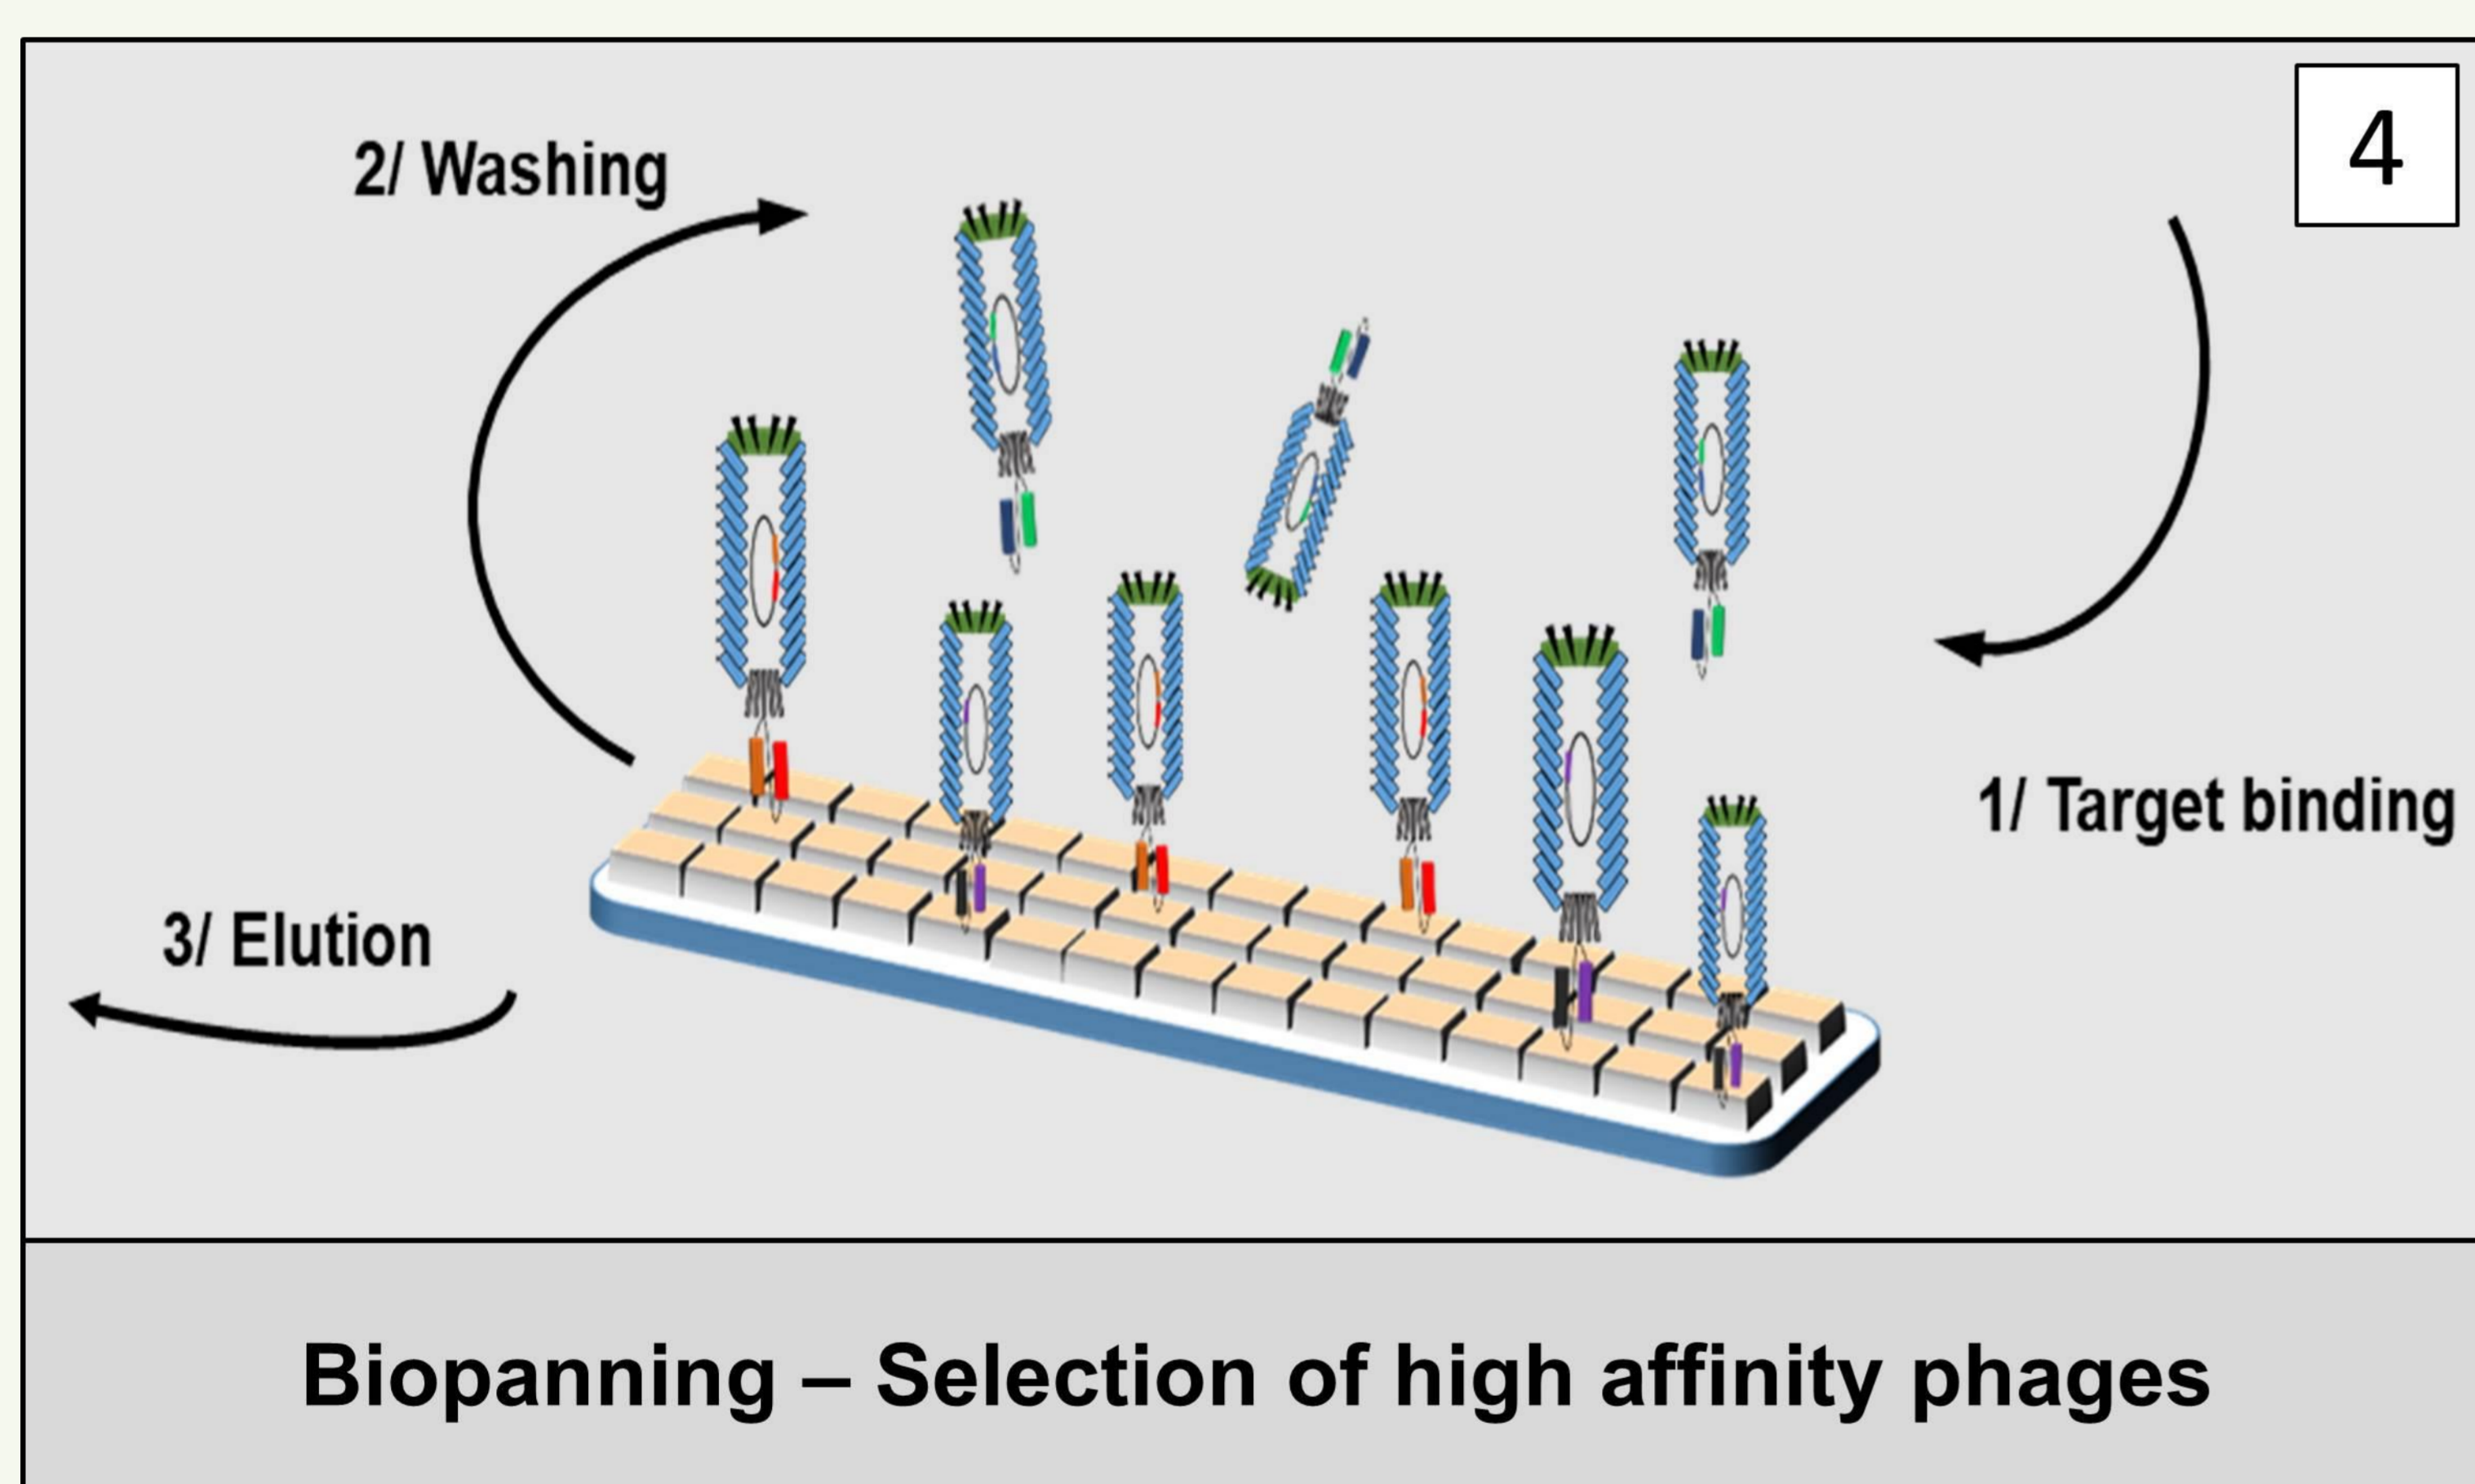 4
2/ Washing
1/ Target binding
3/ Elution
Biopanning – Selection of high affinity phages